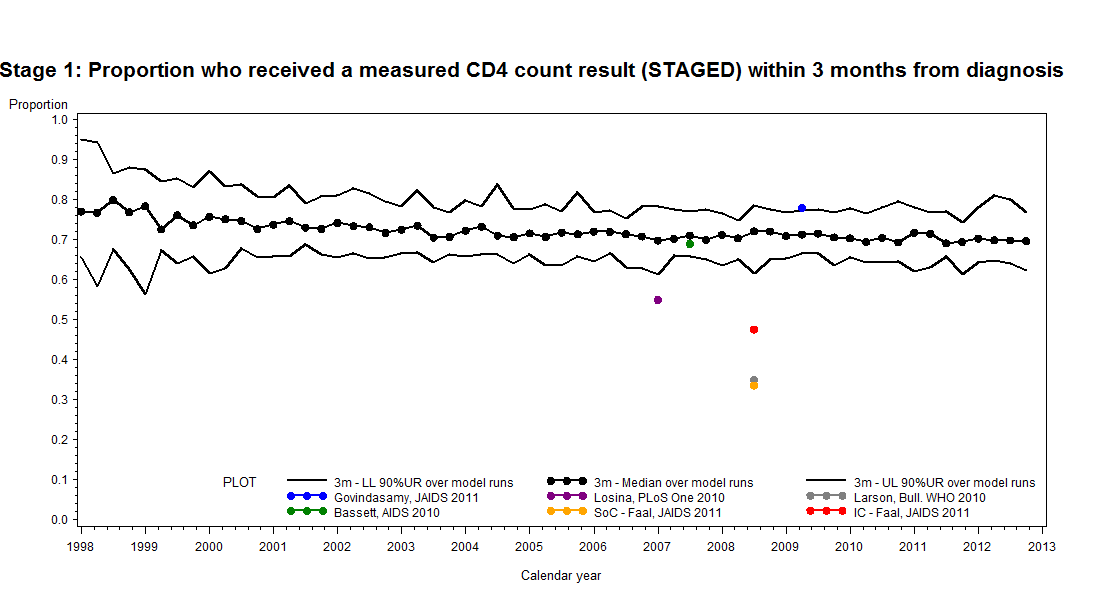 Stage 1: Proportion who received a measured CD4 count result (STAGED) within 3 months from diagnosis
Proportion
1.0
0.9
0.8
0.7
0.6
0.5
0.4
0.3
0.2
0.1
0.0
PLOT 3m - LL 90%UR over model runs 3m - Median over model runs 3m - UL 90%UR over model runs
Govindasamy, JAIDS 2011 Losina, PLoS One 2010 Larson, Bull. WHO 2010
Bassett, AIDS 2010 SoC - Faal, JAIDS 2011 IC - Faal, JAIDS 2011
1998 1999 2000 2001 2002 2003 2004 2005 2006 2007 2008 2009 2010 2011 2012 2013
Calendar year